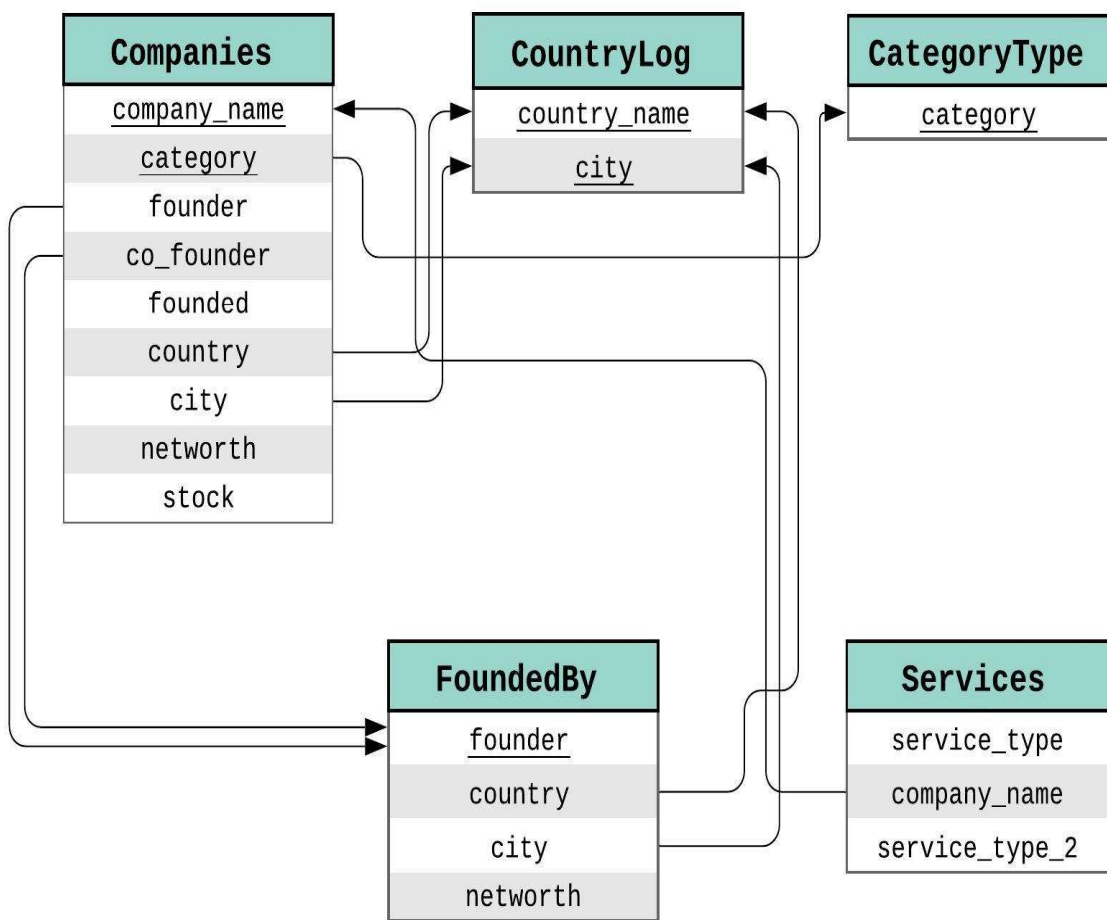 Companies
company_name
category
founder
co_founder
founded
country
city
networth
stock
CountryLog
country_name
city
CategoryType
category
FoundedBy
founder
country
city
networth
Services
service_type
company_name
service_type_2